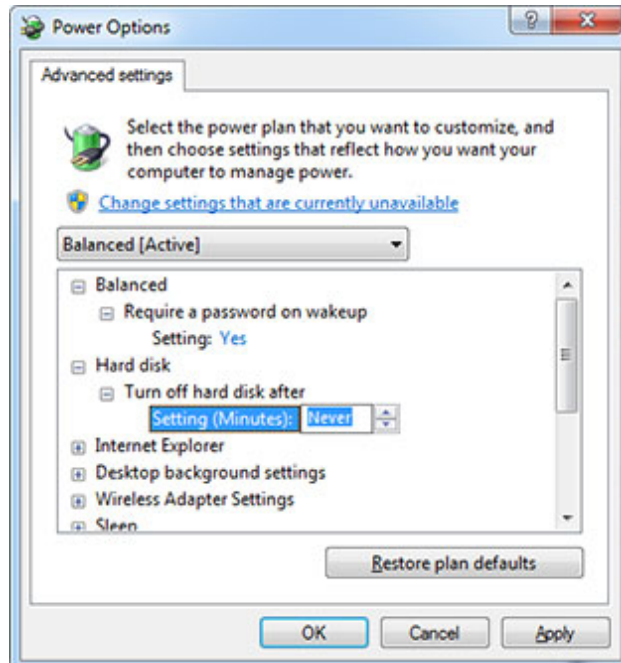 Power Options
Advanced settings
Select the power plan that you want to customize, and
then choose settings that reflect how you want your
computer to manage power.
Change settings that are currently unavailable
Balanced [Active]
Balanced
Require a password on wakeup
Setting: Yes
Hard disk
Turn off hard disk after
Setting (Minutes): Never
Internet Explorer
Desktop background settings
Wireless Adapter Settings
Sleep
Restore plan defaults
OK Cancel Apply